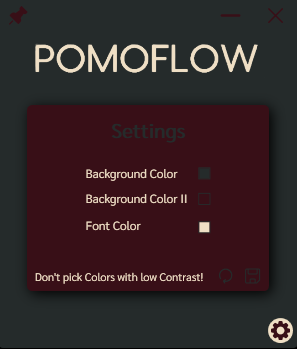 POMOFLOW
Settings
Background Color
Background Color II
Font Color
Don't pick Colors with low Contrast!